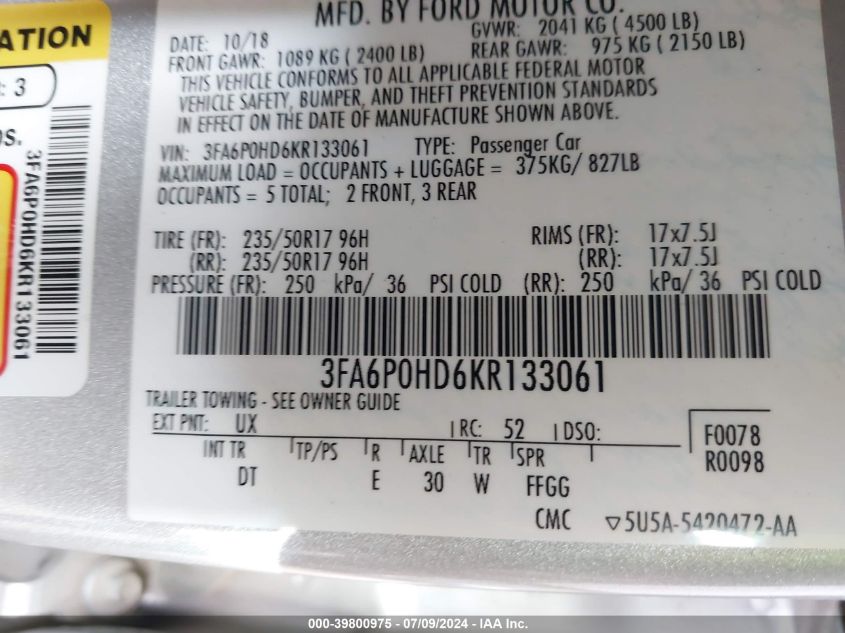 MFD. BY FORD MOTOR CO.
DATE: 10/18 GVWR: 2041 KG ( 4500 LB)
FRONT GAWR: 1089 KG ( 2400 LB) REAR GAWR: 975 KG ( 2150 LB)
THIS VEHICLE CONFORMS TO ALL APPLICABLE FEDERAL MOTOR
VEHICLE SAFETY, BUMPER, AND THEFT PREVENTION STANDARDS
IN EFFECT ON THE DATE OF MANUFACTURE SHOWN ABOVE.
VIN: 3FA6P0HD6KR133061 TYPE: Passenger Car
MAXIMUM LOAD = OCCUPANTS + LUGGAGE = 375KG/ 827LB
OCCUPANTS = 5 TOTAL; 2 FRONT, 3 REAR
TIRE (FR): 235/50R17 96H RIMS (FR): 17x7.5J
(RR): 235/50R17 96H (RR): 17x7.5J
PRESSURE (FR): 250 kPa/ 36 PSI COLD (RR): 250 kPa/ 36 PSI COLD
3FA6P0HD6KR133061
TRAILER TOWING - SEE OWNER GUIDE
EXT PNT: UX RC: 52 DSO:
F0078
R0098
INT TR TP/PS R AXLE TR SPR
DT E 30 W FFGG
CMC ▽5U5A-5420472-AA
ATION
: 3
3FA6P0HD6KR133061
000-39800975 / 07/09/2024 - IAA Inc.